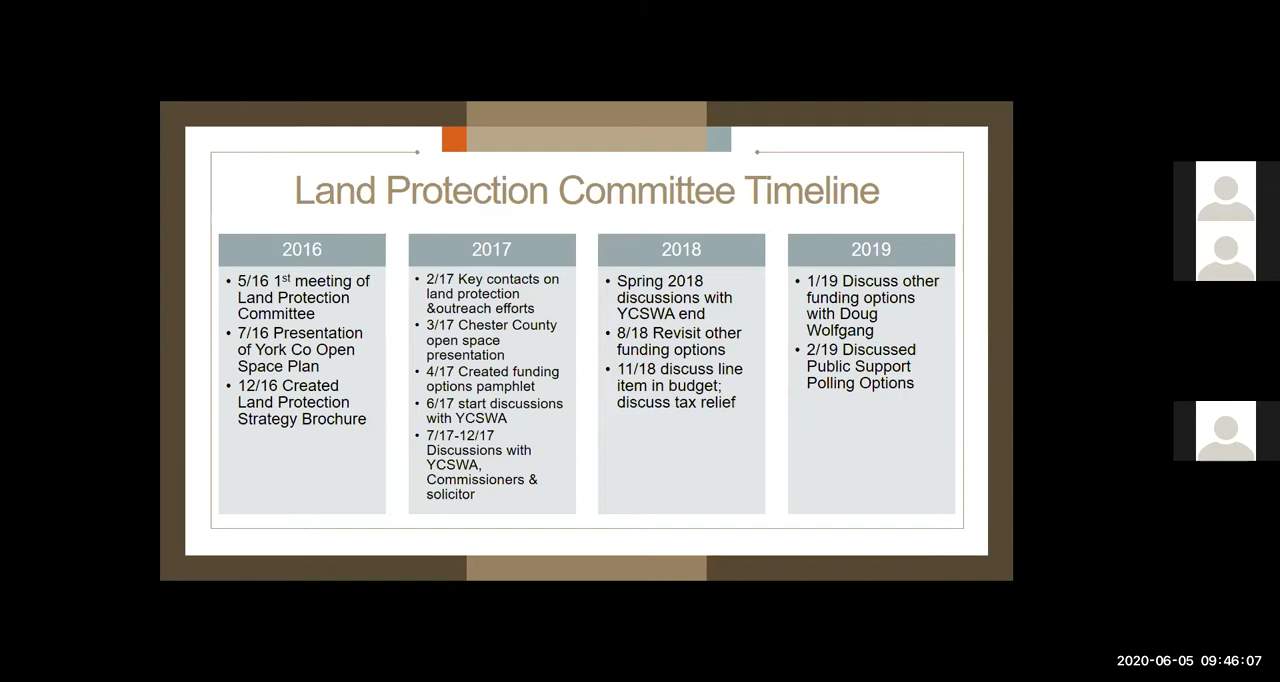 Land Protection Committee Timeline
2016
• 5/16 1st meeting of
Land Protection
Committee
• 7/16 Presentation
of York Co Open
Space Plan
• 12/16 Created
Land Protection
Strategy Brochure
2017
• 2/17 Key contacts on
land protection
&outreach efforts
• 3/17 Chester County
open space
presentation
• 4/17 Created funding
options pamphlet
• 6/17 start discussions
with YCSWA
• 7/17-12/17
Discussions with
YCSWA,
Commissioners &
solicitor
2018
• Spring 2018
discussions with
YCSWA end
• 8/18 Revisit other
funding options
• 11/18 discuss line
item in budget;
discuss tax relief
2019
• 1/19 Discuss other
funding options
with Doug
Wolfgang
• 2/19 Discussed
Public Support
Polling Options
2020-06-05 09:46:07